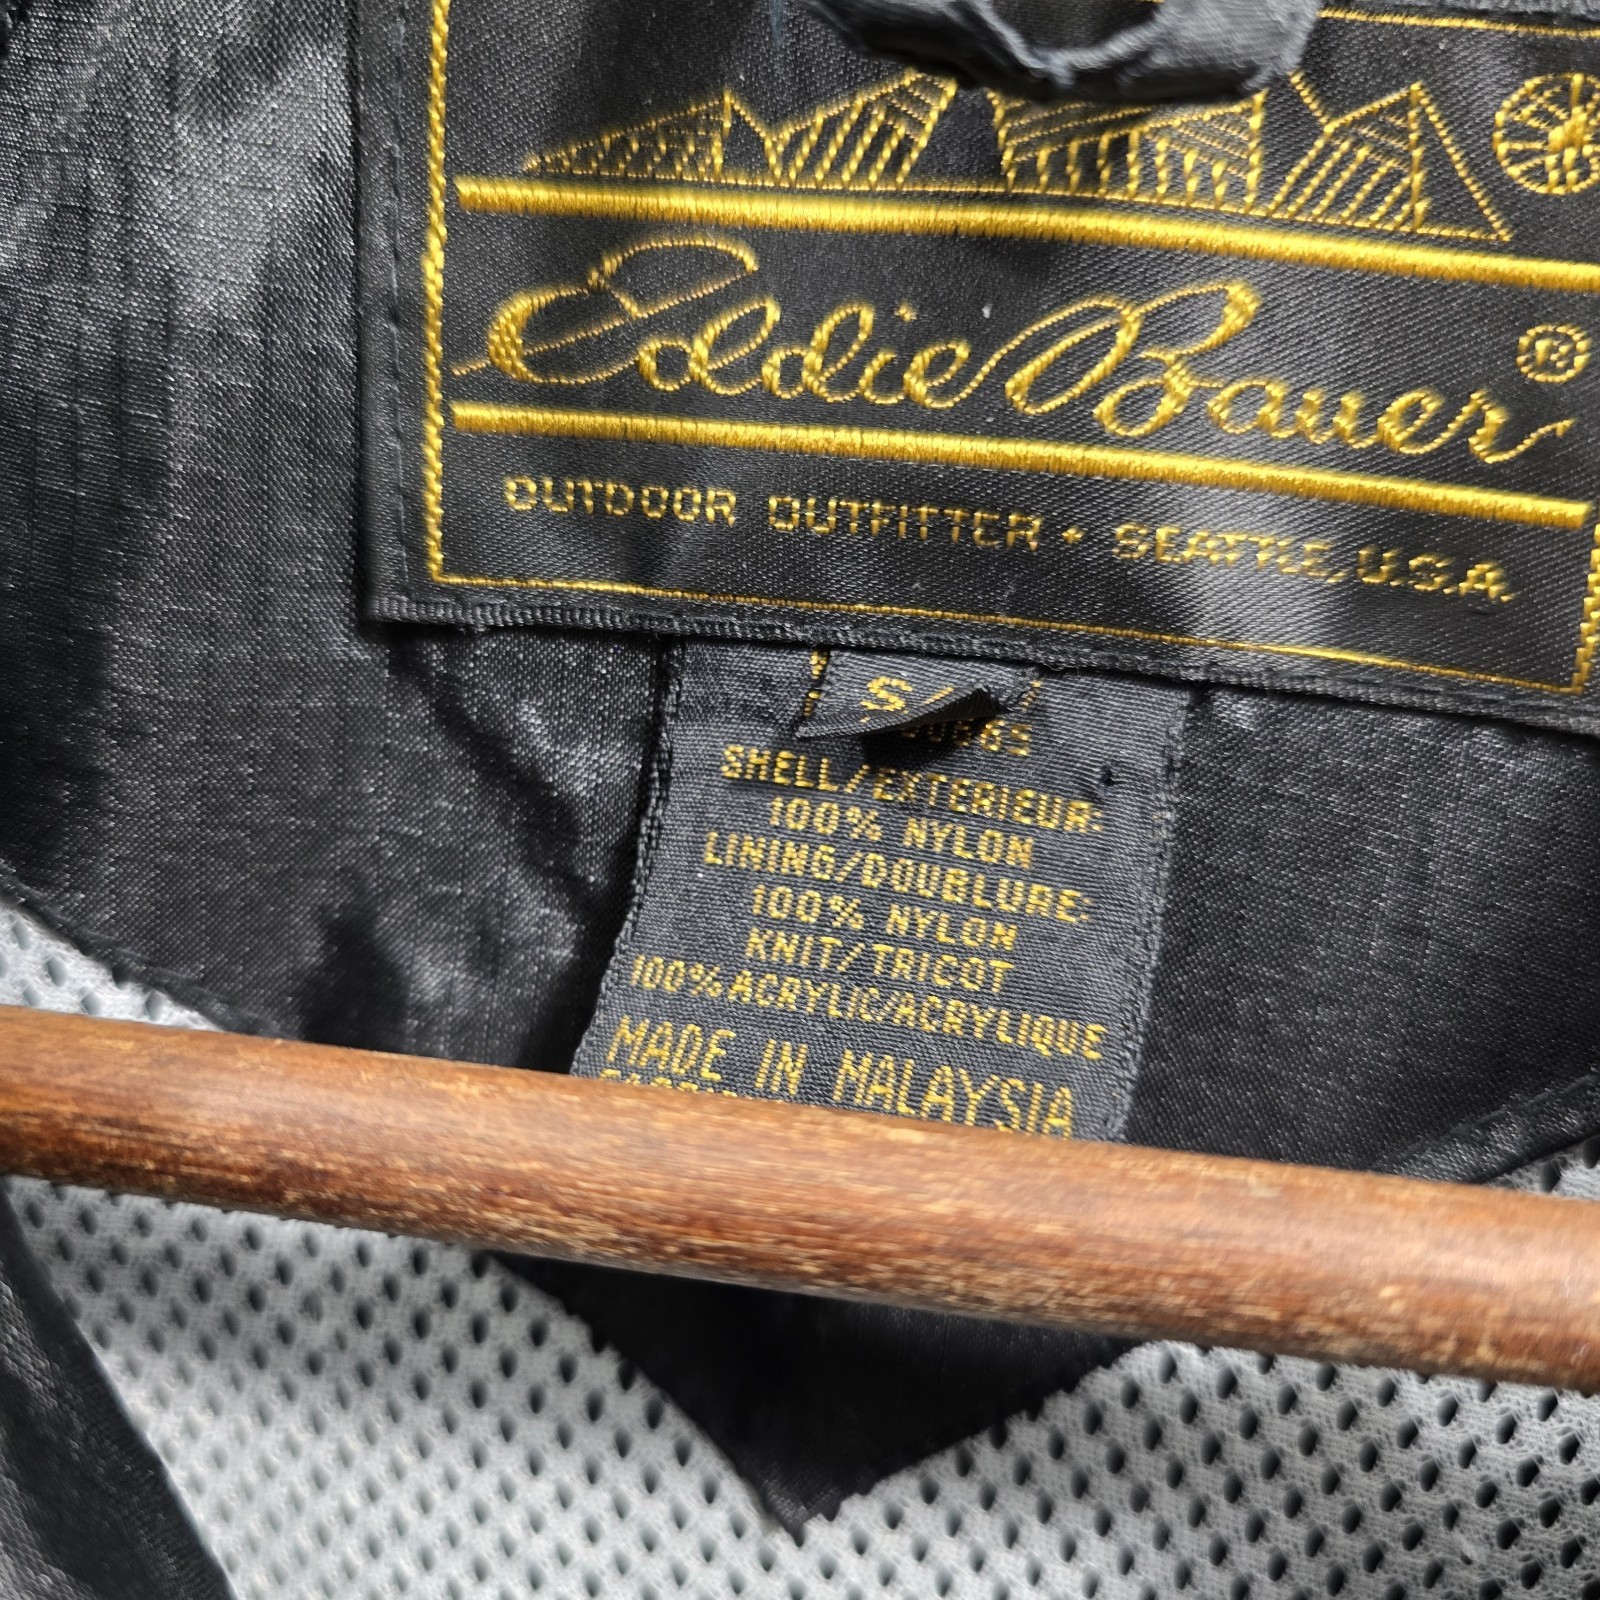 Eddie Bauer®
OUTDOOR OUTFITTER • SEATTLE, U.S.A.
S/
SHELL/EXTERIEUR:
100% NYLON
LINING/DOUBLURE:
100% NYLON
KNIT/TRICOT
100% ACRYLIC/ACRYLIQUE
MADE IN MALAYSIA